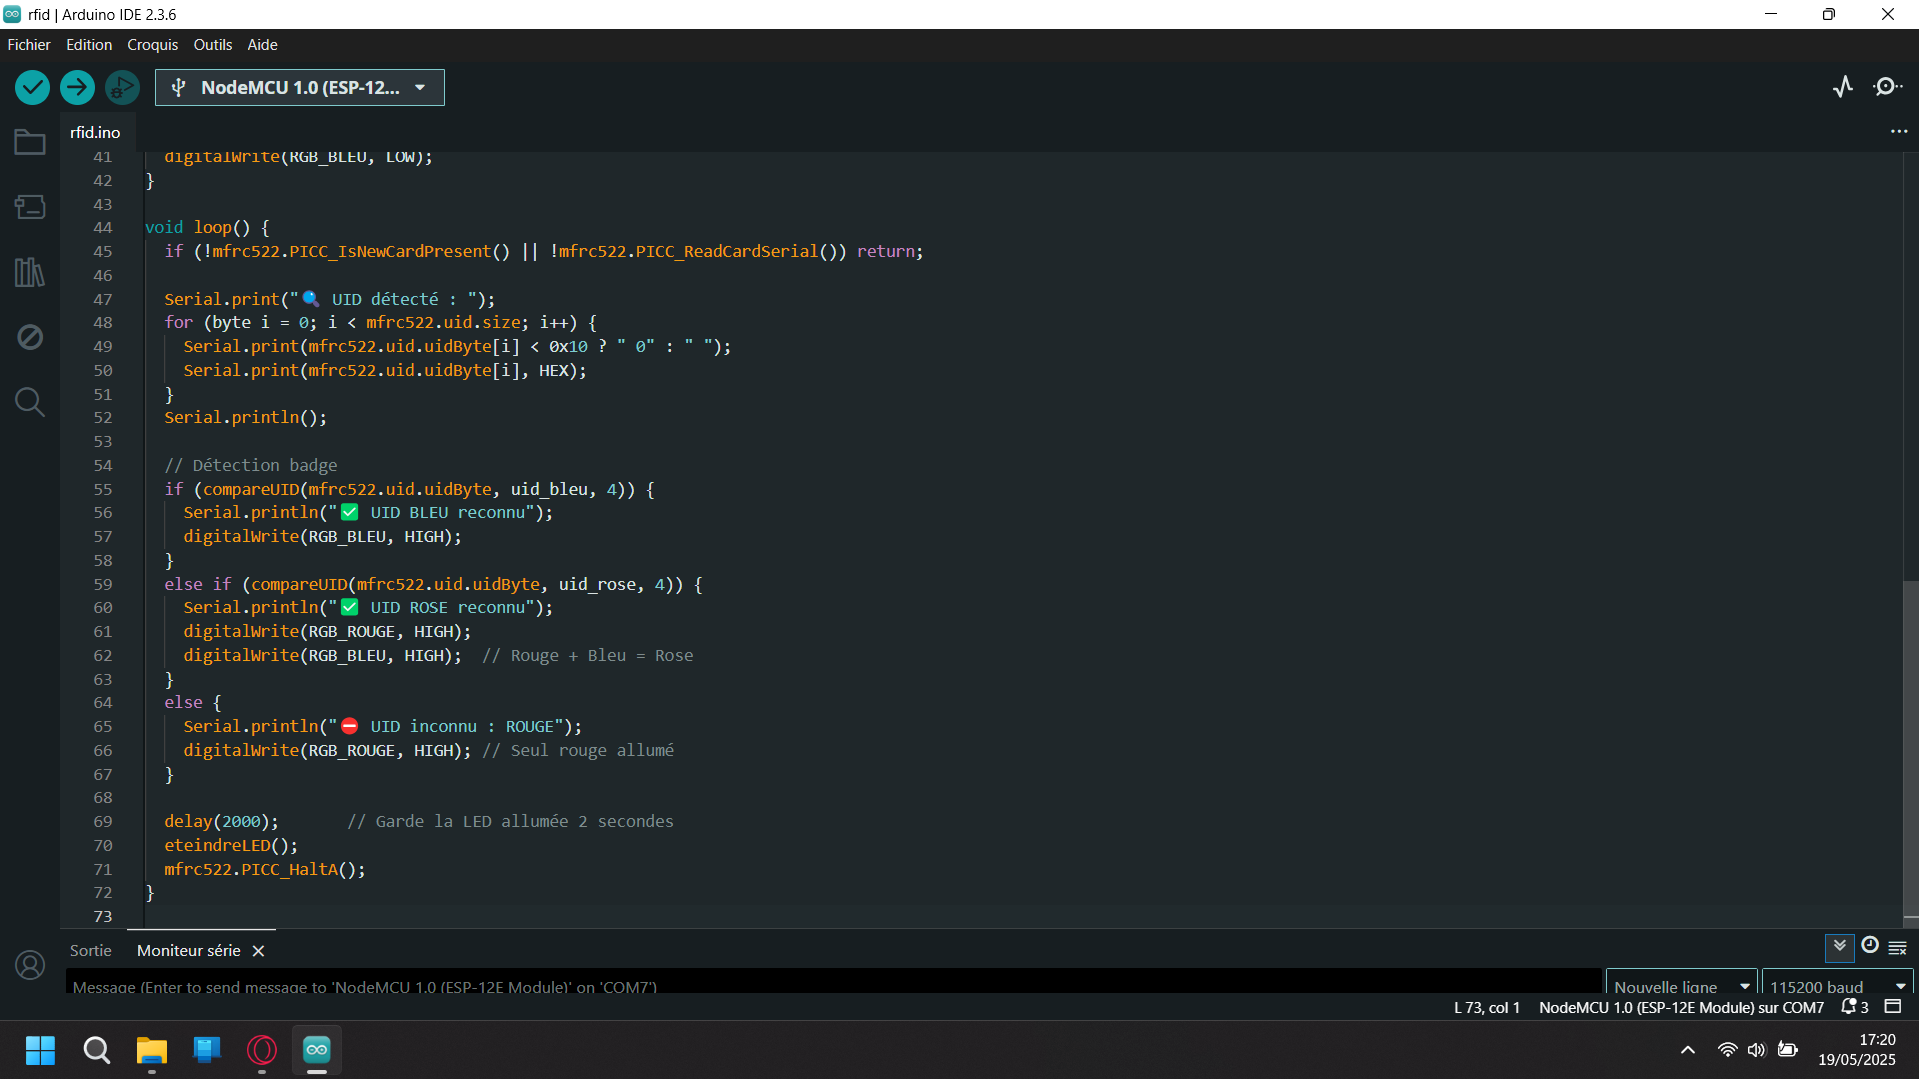 rfid | Arduino IDE 2.3.6
Fichier Edition Croquis Outils Aide
NodeMCU 1.0 (ESP-12...
rfid.ino
41 digitalWrite(RGB_BLEU, LOW);
42 }
43
44 void loop() {
45 if (!mfrc522.PICC_IsNewCardPresent() || !mfrc522.PICC_ReadCardSerial()) return;
46
47 Serial.print("🔍 UID détecté : ");
48 for (byte i = 0; i < mfrc522.uid.size; i++) {
49 Serial.print(mfrc522.uid.uidByte[i] < 0x10 ? " 0" : " ");
50 Serial.print(mfrc522.uid.uidByte[i], HEX);
51 }
52 Serial.println();
53
54 // Détection badge
55 if (compareUID(mfrc522.uid.uidByte, uid_bleu, 4)) {
56 Serial.println("✅ UID BLEU reconnu");
57 digitalWrite(RGB_BLEU, HIGH);
58 }
59 else if (compareUID(mfrc522.uid.uidByte, uid_rose, 4)) {
60 Serial.println("✅ UID ROSE reconnu");
61 digitalWrite(RGB_ROUGE, HIGH);
62 digitalWrite(RGB_BLEU, HIGH); // Rouge + Bleu = Rose
63 }
64 else {
65 Serial.println("⛔ UID inconnu : ROUGE");
66 digitalWrite(RGB_ROUGE, HIGH); // Seul rouge allumé
67 }
68
69 delay(2000); // Garde la LED allumée 2 secondes
70 eteindreLED();
71 mfrc522.PICC_HaltA();
72 }
73
Sortie Moniteur série
Message (Enter to send message to 'NodeMCU 1.0 (ESP-12E Module)' on 'COM7') Nouvelle ligne 115200 baud
L 73, col 1 NodeMCU 1.0 (ESP-12E Module) sur COM7 3
17:20
19/05/2025